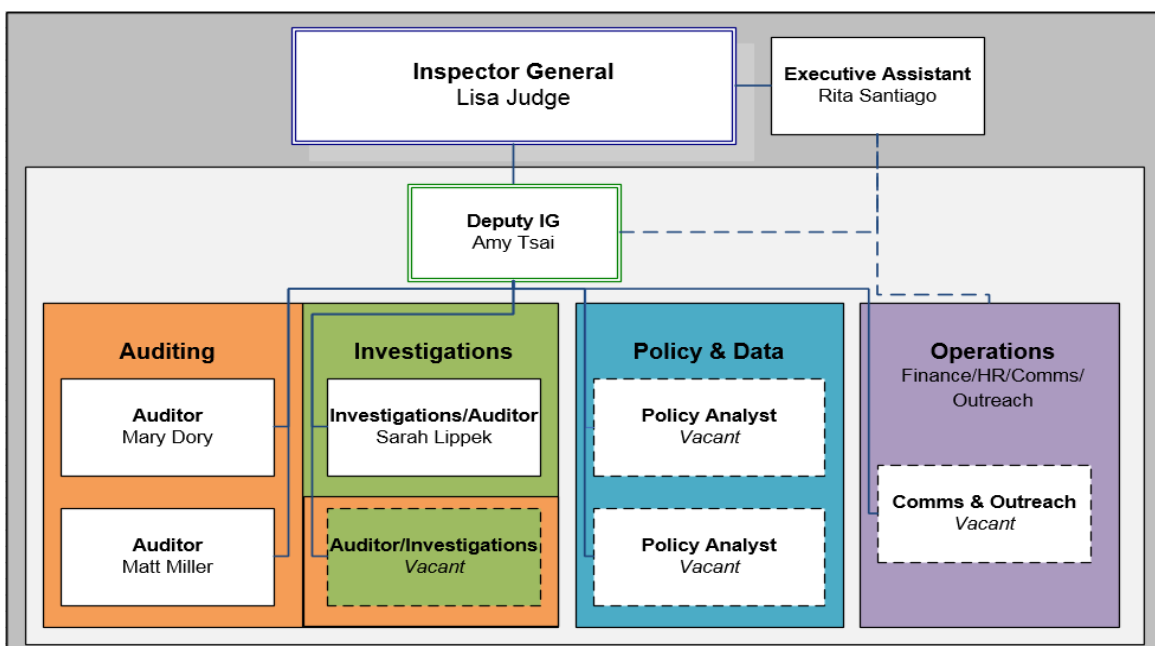 Inspector General
Lisa Judge
Executive Assistant
Rita Santiago
Deputy IG
Amy Tsai
Auditing
Auditor
Mary Dory
Auditor
Matt Miller
Investigations
Investigations/Auditor
Sarah Lippek
Auditor/Investigations
Vacant
Policy & Data
Policy Analyst
Vacant
Policy Analyst
Vacant
Operations
Finance/HR/Comms/
Outreach
Comms & Outreach
Vacant